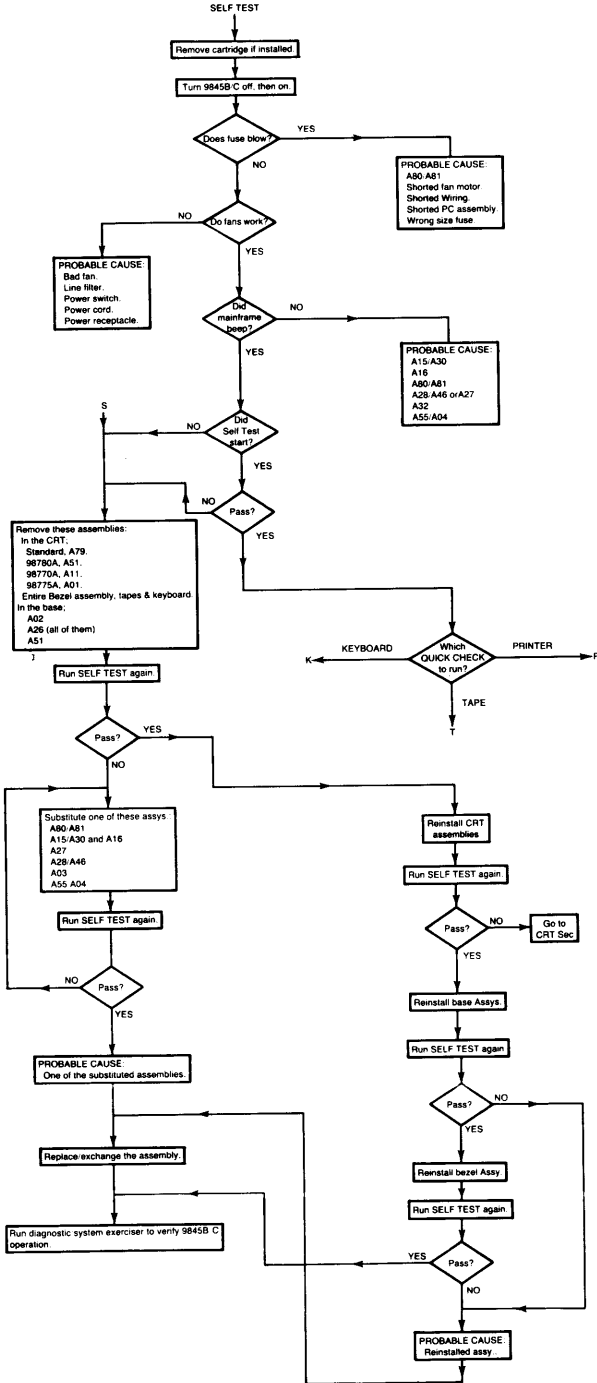 SELF TEST
Remove cartridge if installed.
Turn 9845B/C off, then on.
Does fuse blow?
YES
NO
PROBABLE CAUSE:
A80/A81
Shorted fan motor
Shorted Wiring.
Shorted PC assembly.
Wrong size fuse.
Do fans work?
NO
YES
PROBABLE CAUSE:
Bad fan.
Line filter.
Power switch.
Power cord.
Power receptacle.
Did
mainframe
beep?
NO
YES
PROBABLE CAUSE:
A15/A30
A16
A80/A81
A28/A46 orA27
A32
A55/A04
S
Did
Self Test
start?
NO
YES
Pass?
NO
YES
Remove these assemblies:
In the CRT;
Standard, A79.
98780A, A51.
98770A, A11.
98775A, A01.
Entire Bezel assembly, tapes & keyboard.
In the base;
A02
A26 (all of them)
A51
Which
QUICK CHECK
to run?
K
KEYBOARD
PRINTER
P
TAPE
T
Run SELF TEST again.
Pass?
YES
NO
Substitute one of these assys.:
A80/A81
A15/A30 and A16
A27
A28/A46
A03
A55 A04
Run SELF TEST again.
Pass?
NO
YES
PROBABLE CAUSE:
One of the substituted assemblies.
Replace/exchange the assembly.
Run diagnostic system exerciser to verify 9845B C
operation.
Reinstall CRT
assemblies
Run SELF TEST again.
Pass?
NO
YES
Go to
CRT Sec
Reinstall base Assys.
Run SELF TEST again
Pass?
NO
YES
Reinstall bezel Assy.
Run SELF TEST again.
Pass?
YES
NO
PROBABLE CAUSE:
Reinstalled assy.